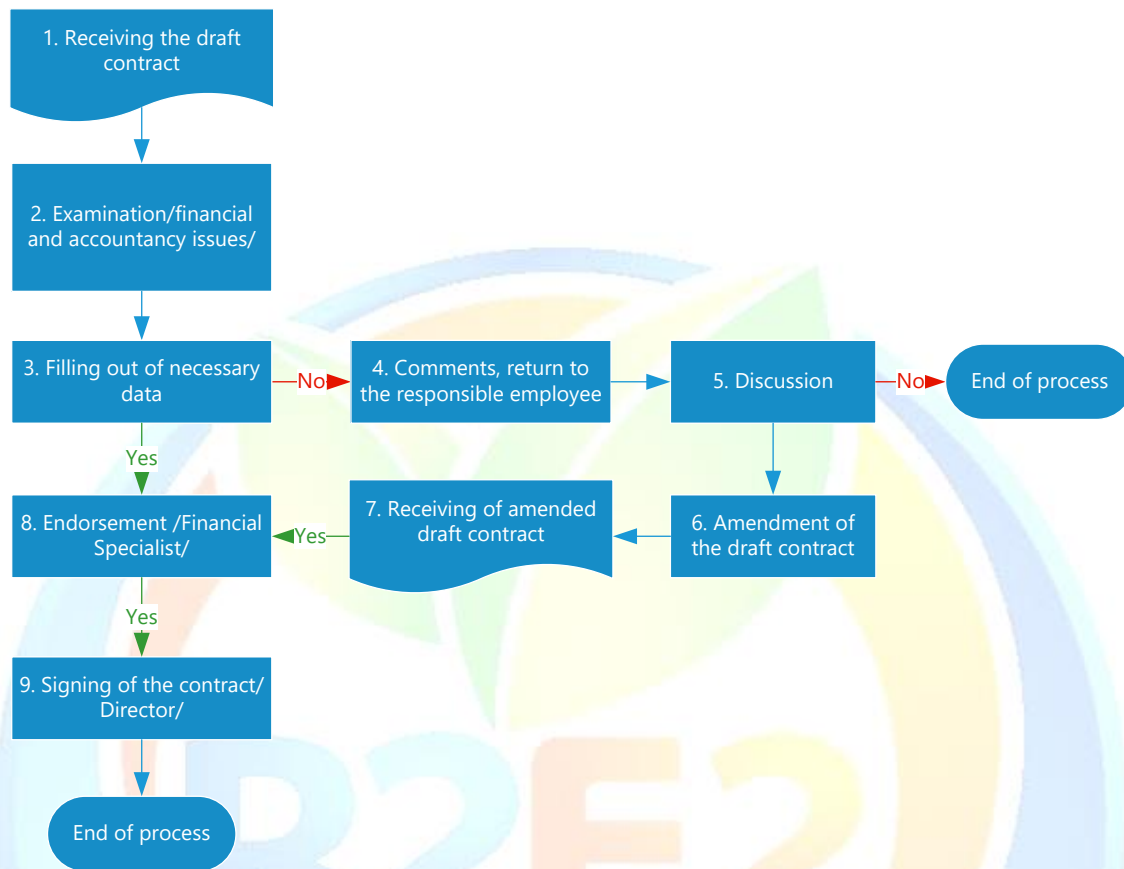 1. Receiving the draft
contract
2. Examination/financial
and accountancy issues/
3. Filling out of necessary
data
No
4. Comments, return to
the responsible employee
5. Discussion
No
End of process
Yes
8. Endorsement /Financial
Specialist/
Yes
7. Receiving of amended
draft contract
6. Amendment of
the draft contract
Yes
9. Signing of the contract/
Director/
End of process
R2E2